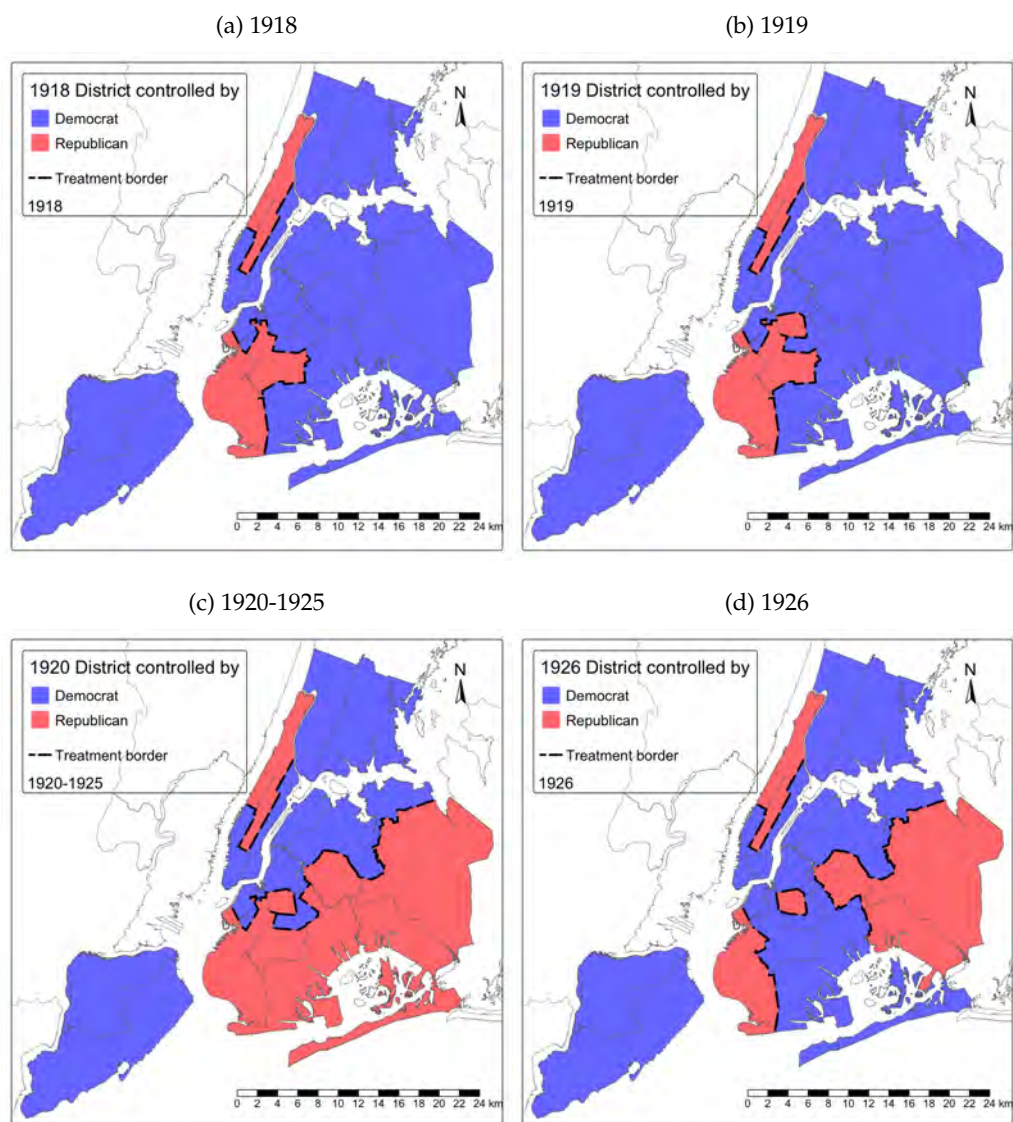 (a) 1918
1918 District controlled by
Democrat
Republican
Treatment border
1918
N
0 2 4 6 8 10 12 14 16 18 20 22 24 km
(b) 1919
1919 District controlled by
Democrat
Republican
Treatment border
1919
N
0 2 4 6 8 10 12 14 16 18 20 22 24 km
(c) 1920-1925
1920 District controlled by
Democrat
Republican
Treatment border
1920-1925
N
0 2 4 6 8 10 12 14 16 18 20 22 24 km
(d) 1926
1926 District controlled by
Democrat
Republican
Treatment border
1926
N
0 2 4 6 8 10 12 14 16 18 20 22 24 km